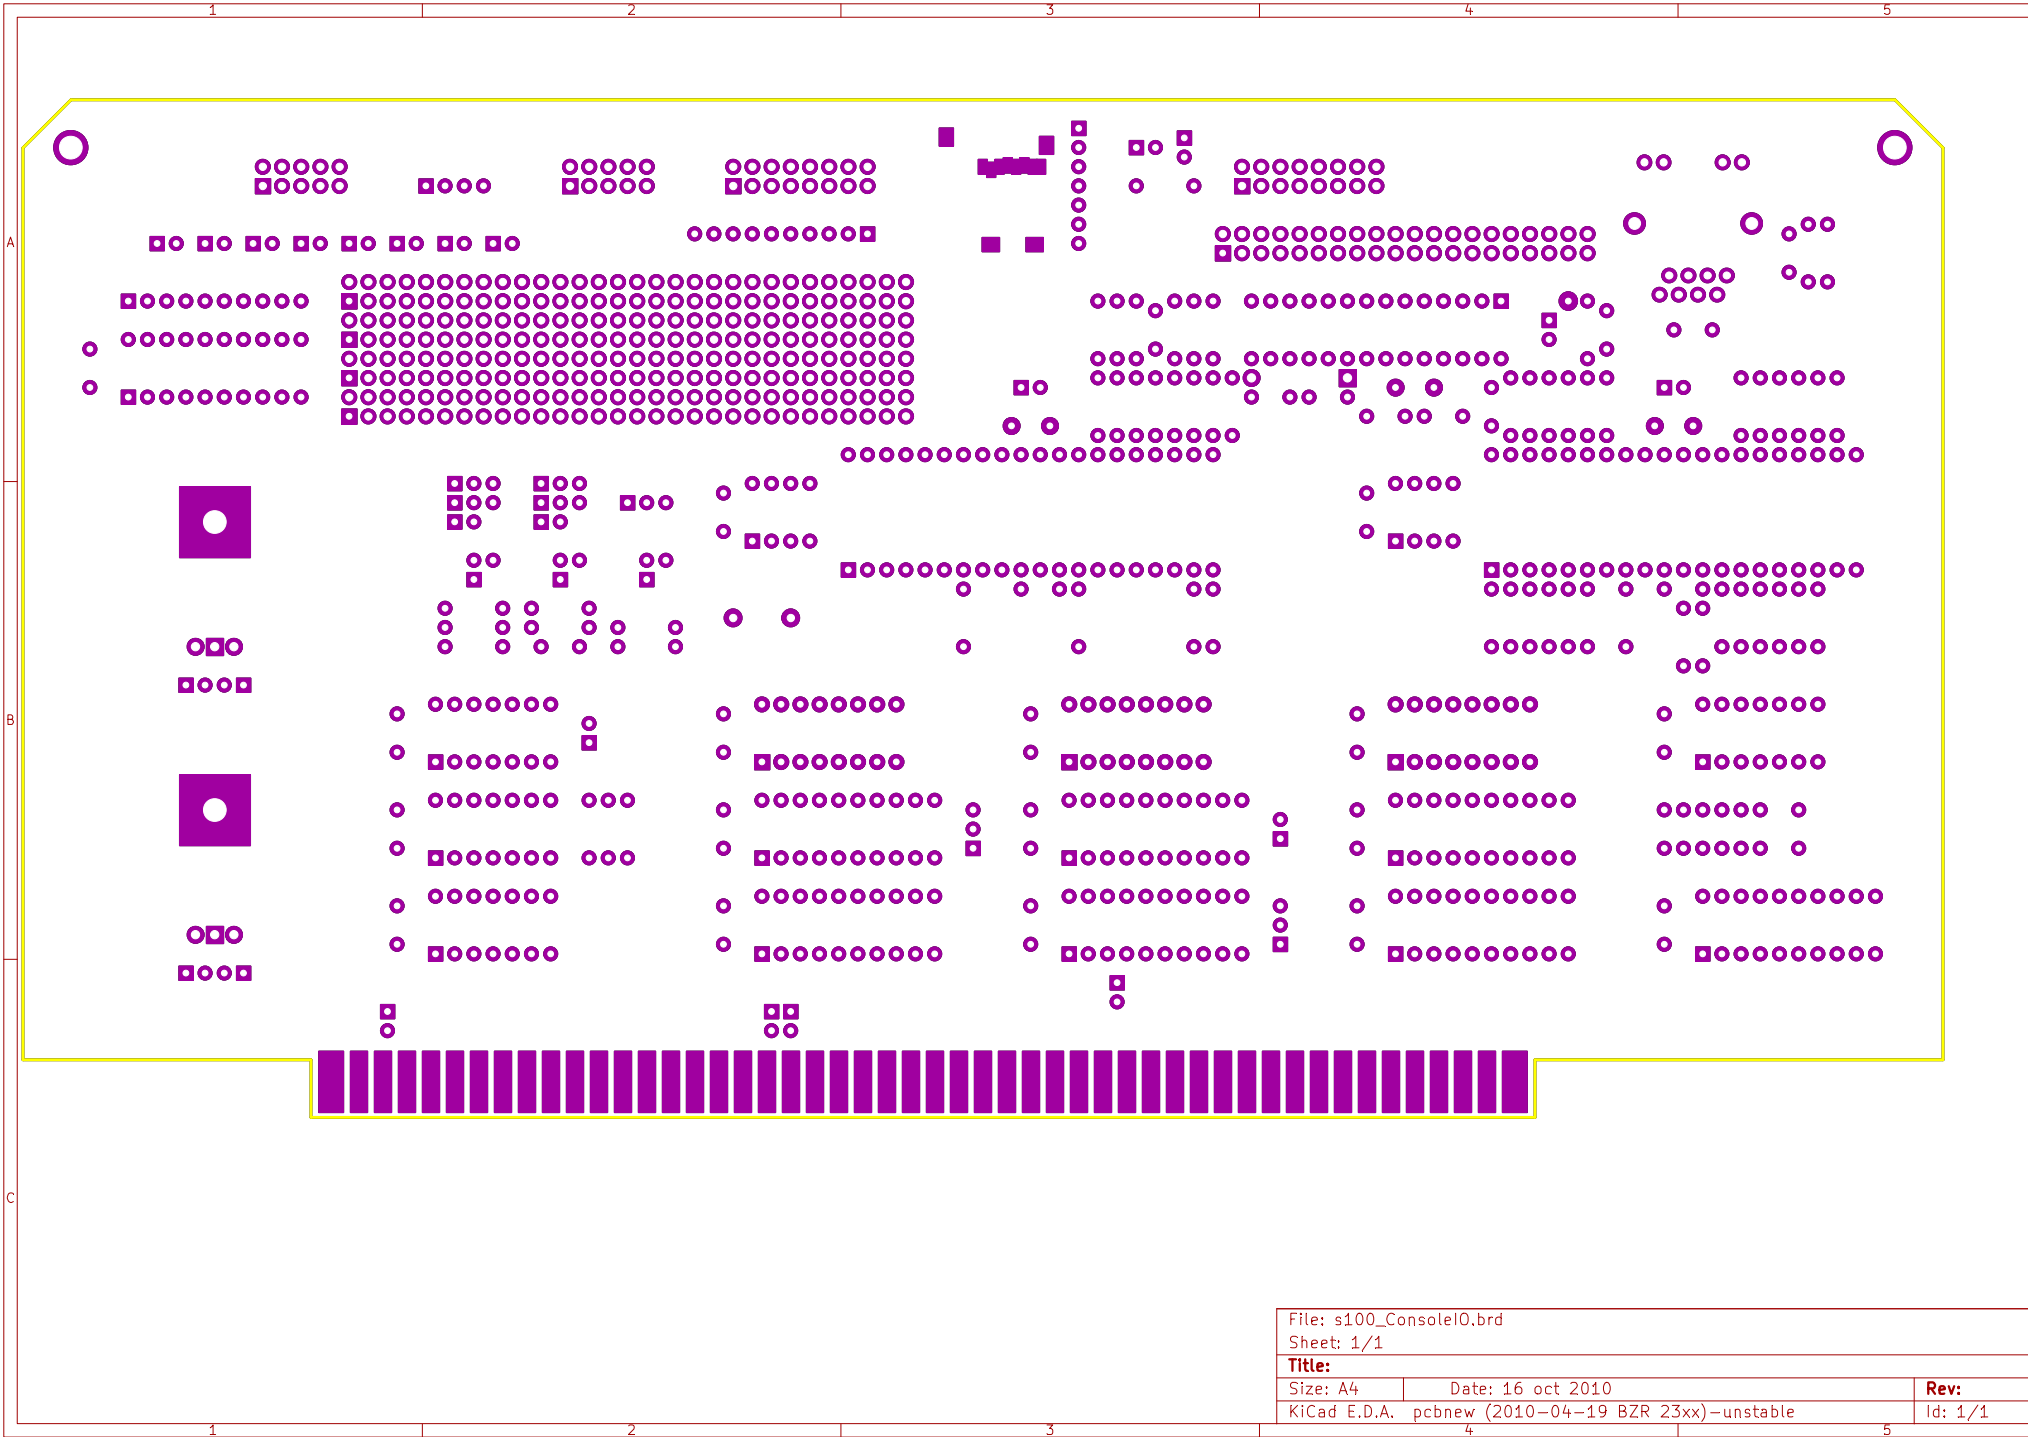 1 2 3 4 5
A
B
C
File: s100_ConsoleIO.brd
Sheet: 1/1
Title:
Size: A4 Date: 16 oct 2010 Rev:
KiCad E.D.A. pcbnew (2010-04-19 BZR 23xx)-unstable Id: 1/1
1 2 3 4 5